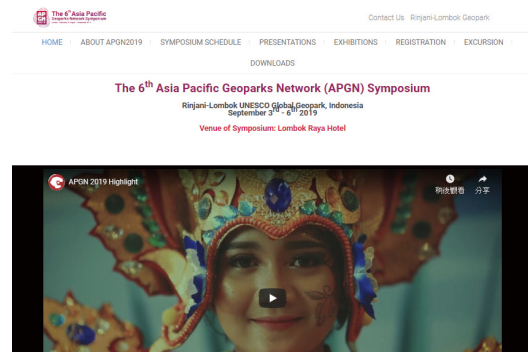 The 6th Asia Pacific
Geoparks Network Symposium
Contact Us Rinjani-Lombok Geopark
HOME ABOUT APGN2019 SYMPOSIUM SCHEDULE PRESENTATIONS EXHIBITIONS REGISTRATION EXCURSION
DOWNLOADS
The 6th Asia Pacific Geoparks Network (APGN) Symposium
Rinjani-Lombok UNESCO Global Geopark, Indonesia
September 3rd - 6th 2019
Venue of Symposium: Lombok Raya Hotel
APGN 2019 Highlight
稍後觀看 分享